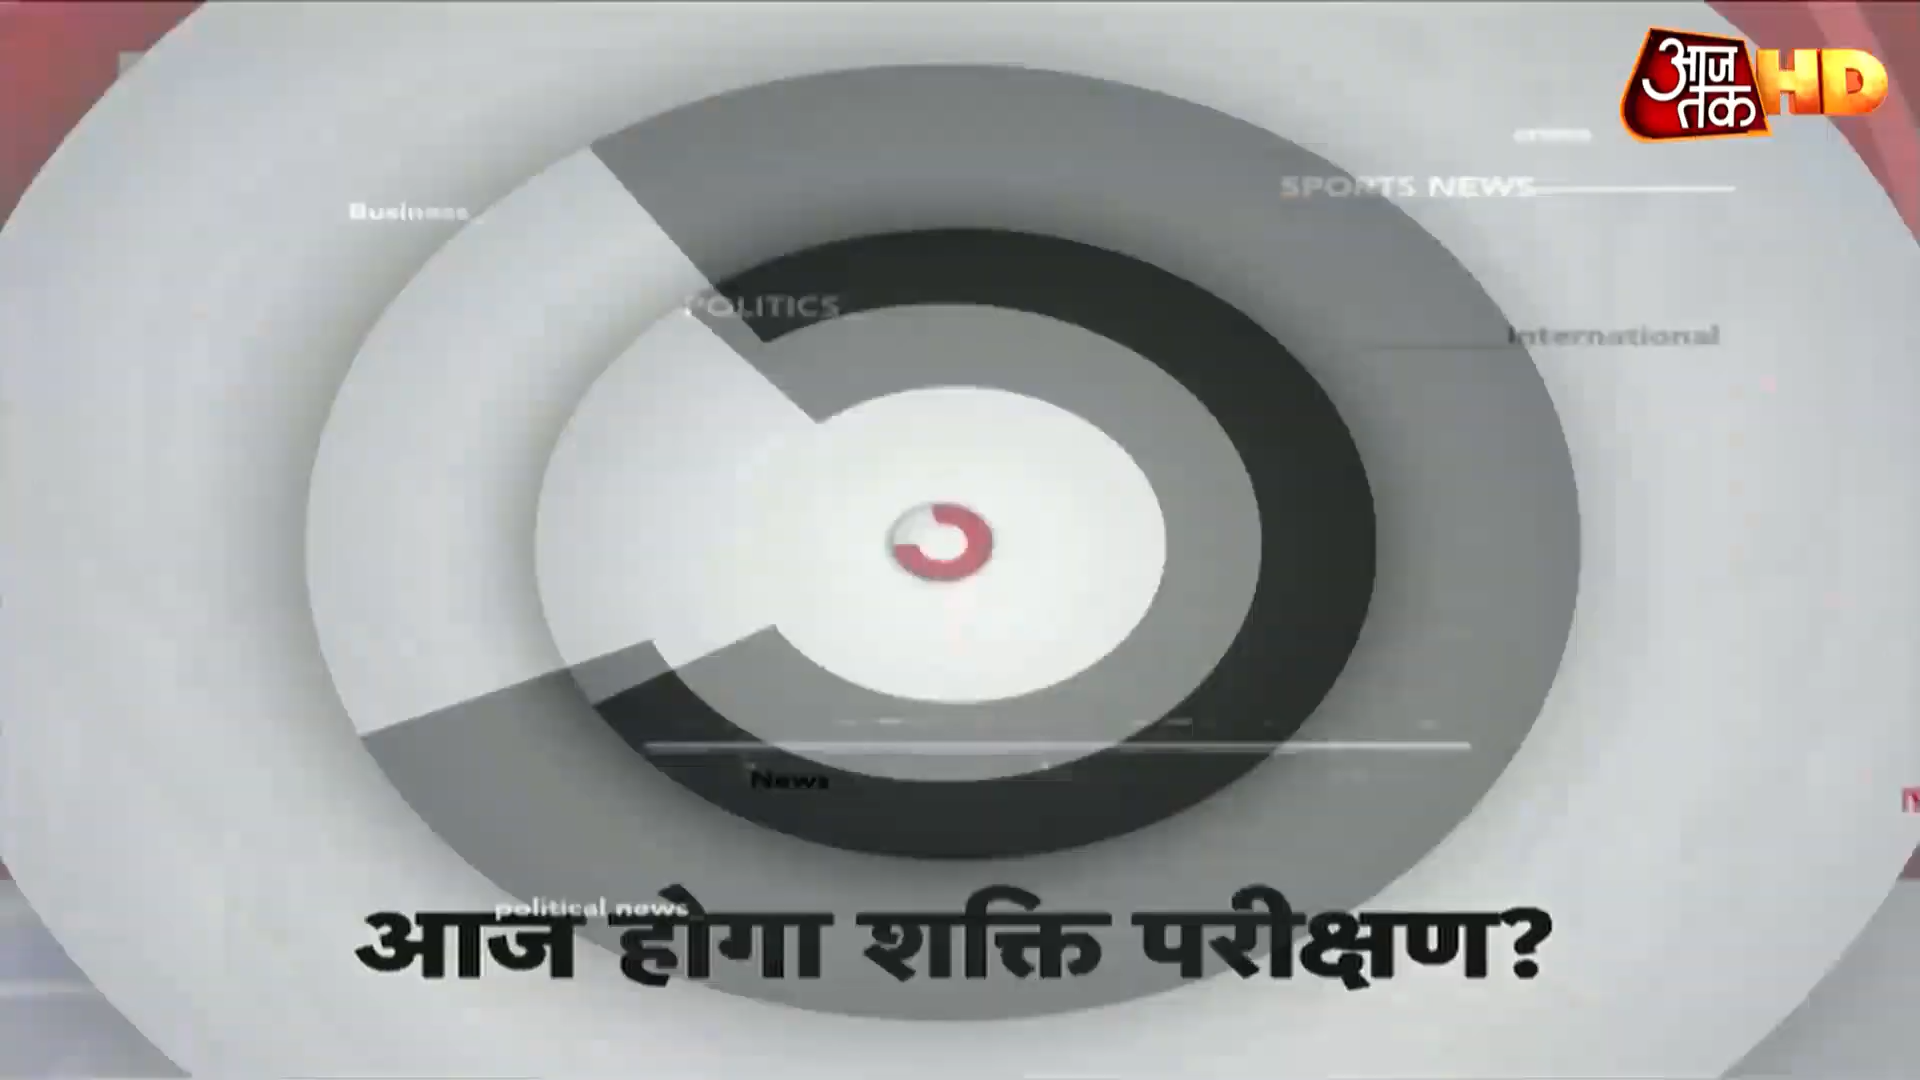 आज तक HD
SPORTS NEWS
Business
POLITICS
International
News
political news
आज होगा शक्ति परीक्षण?